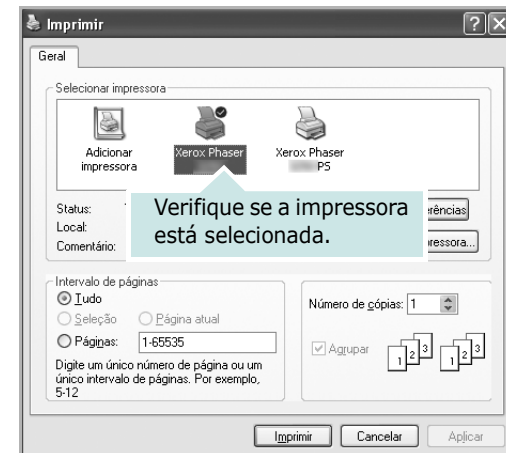 Imprimir
Geral
Selecionar impressora
Adicionar
impressora
Xerox Phaser
Xerox Phaser
PS
Status:
Local:
Comentário:
Verifique se a impressora
está selecionada.
Intervalo de páginas
Tudo
Seleção Página atual
Páginas: 1-65535
Digite um único número de página ou um
único intervalo de páginas. Por exemplo,
5-12
Número de cópias: 1
Agrupar
1 2 3 1 2 3
Imprimir Cancelar Aplicar